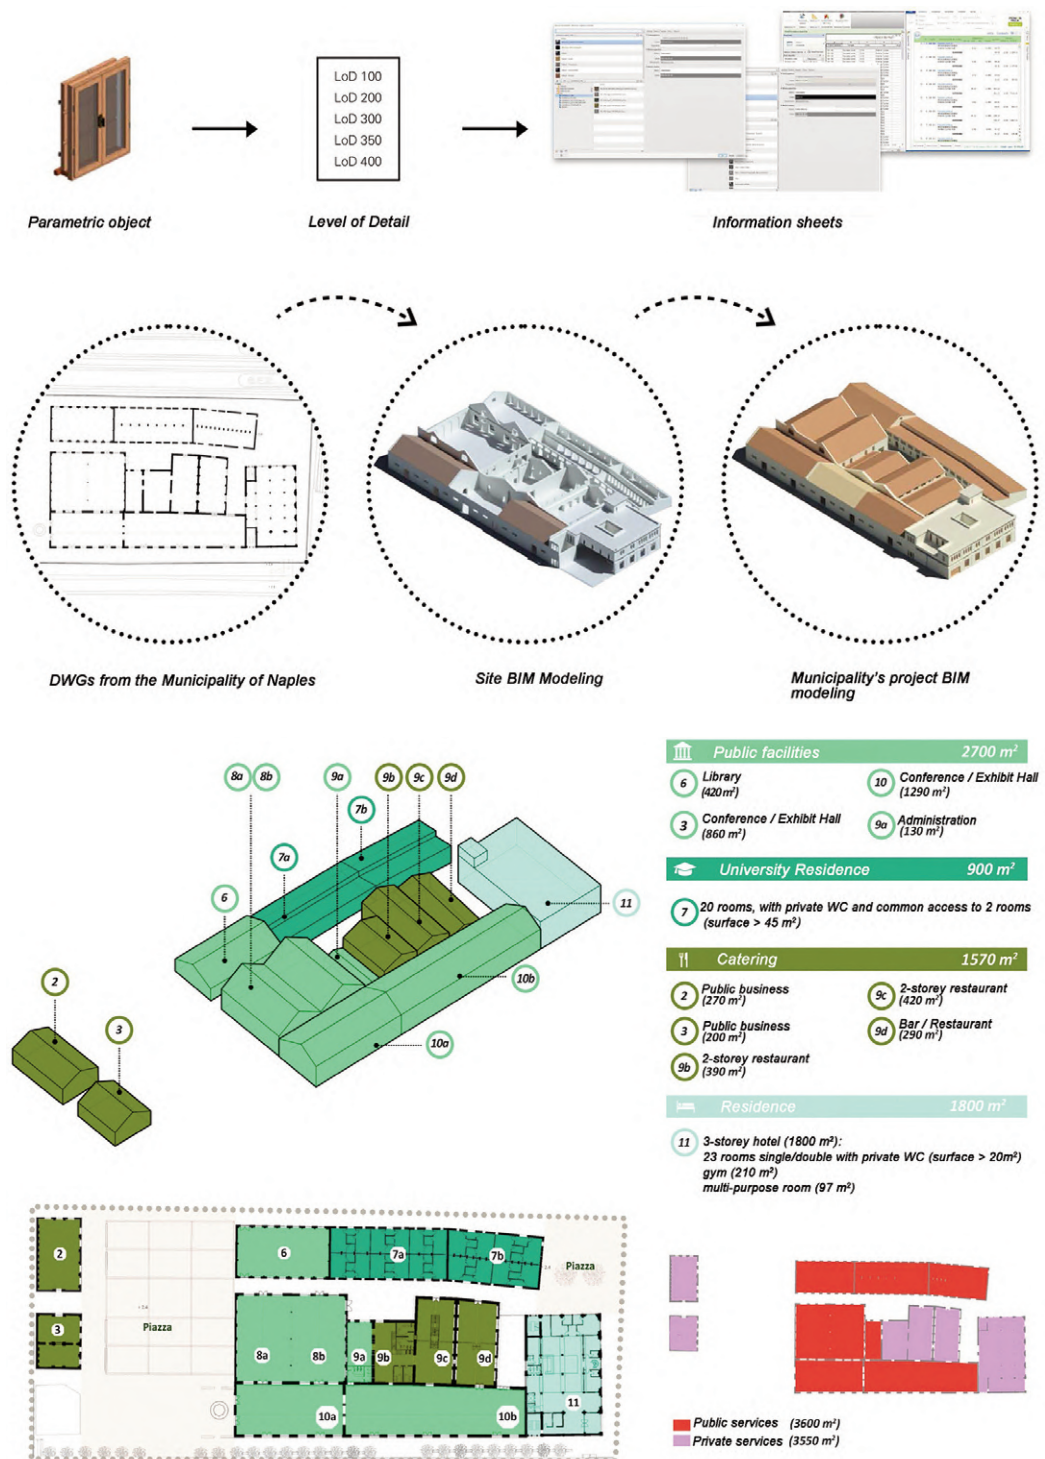 LoD 100
LoD 200
LoD 300
LoD 350
LoD 400
Parametric object
Level of Detail
Information sheets
DWGs from the Municipality of Naples
Site BIM Modeling
Municipality's project BIM
modeling
8a
8b
9a
9b
9c
9d
7b
7a
6
11
10b
10a
2
3
Public facilities 2700 m²
6 Library
(420 m²)
10 Conference / Exhibit Hall
(1290 m²)
3 Conference / Exhibit Hall
(860 m²)
9a Administration
(130 m²)
University Residence 900 m²
7 20 rooms, with private WC and common access to 2 rooms
(surface > 45 m²)
Catering 1570 m²
2 Public business
(270 m²)
9c 2-storey restaurant
(420 m²)
3 Public business
(200 m²)
9d Bar / Restaurant
(290 m²)
9b 2-storey restaurant
(390 m²)
Residence 1800 m²
11 3-storey hotel (1800 m²):
23 rooms single/double with private WC (surface > 20m²)
gym (210 m²)
multi-purpose room (97 m²)
2
6
7a
7b
Piazza
3
Piazza
8a
8b
9a
9b
9c
9d
10a
10b
11
Public services (3600 m²)
Private services (3550 m²)